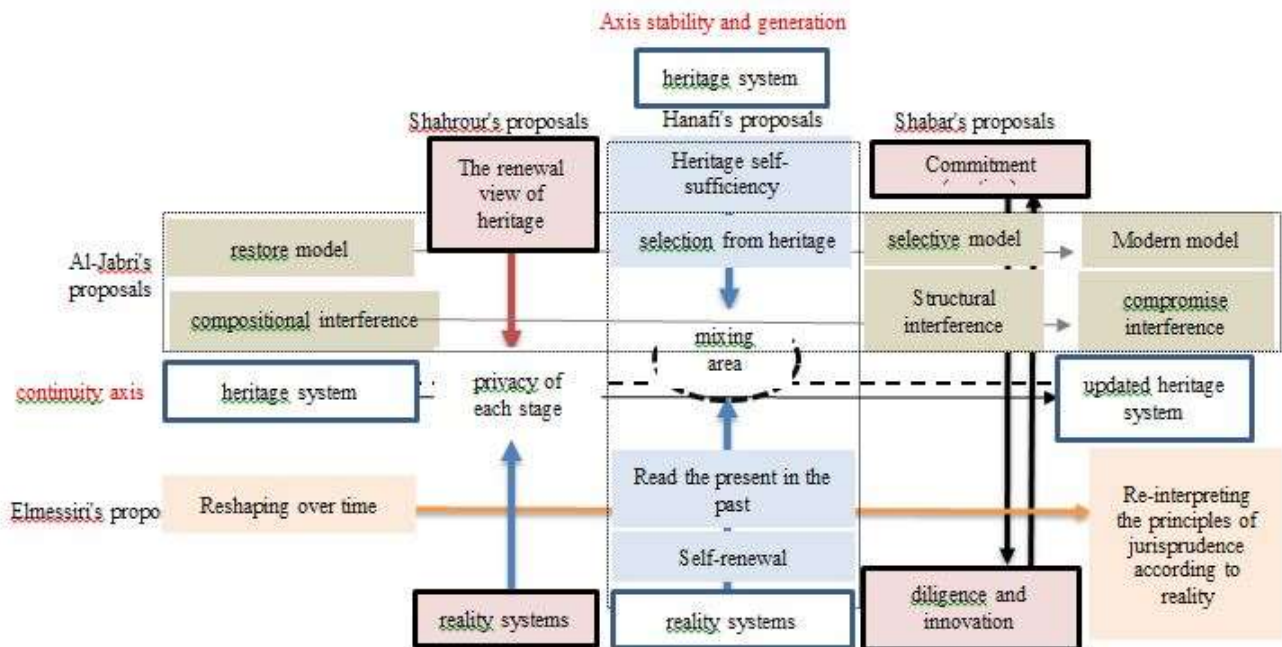 Axis stability and generation
heritage system
Shahrour's proposals
Hanafi's proposals
Shabar's proposals
The renewal
view of
heritage
Heritage self-
sufficiency
Commitment
Al-Jabri's
proposals
restore model
selection from heritage
selective model
Modern model
compositional interference
Structural
interference
compromise
interference
mixing
area
continuity axis
heritage system
privacy of
each stage
updated heritage
system
Elmessiri's propo
Reshaping over time
Read the present in the
past
Self-renewal
Re-interpreting
the principles of
jurisprudence
according to
reality
reality systems
reality systems
diligence and
innovation